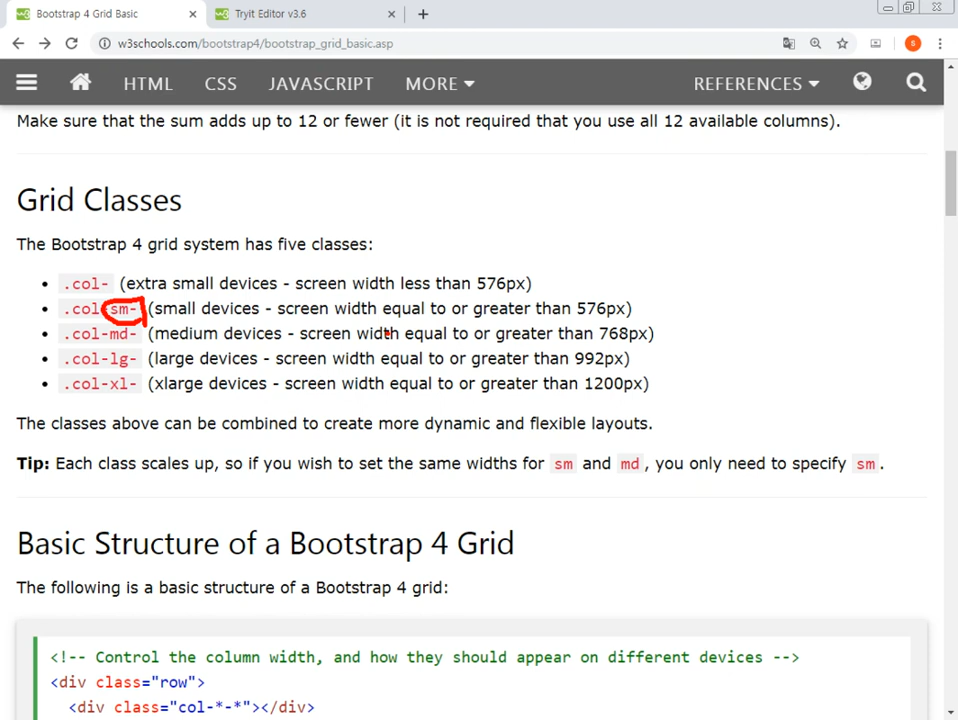 Bootstrap 4 Grid Basic
Tryit Editor v3.6
w3schools.com/bootstrap4/bootstrap_grid_basic.asp
s
HTML CSS JAVASCRIPT MORE REFERENCES
Make sure that the sum adds up to 12 or fewer (it is not required that you use all 12 available columns).
Grid Classes
The Bootstrap 4 grid system has five classes:
.col- (extra small devices - screen width less than 576px)
.col-sm- (small devices - screen width equal to or greater than 576px)
.col-md- (medium devices - screen width equal to or greater than 768px)
.col-lg- (large devices - screen width equal to or greater than 992px)
.col-xl- (xlarge devices - screen width equal to or greater than 1200px)
The classes above can be combined to create more dynamic and flexible layouts.
Tip: Each class scales up, so if you wish to set the same widths for sm and md, you only need to specify sm.
Basic Structure of a Bootstrap 4 Grid
The following is a basic structure of a Bootstrap 4 grid:
<!-- Control the column width, and how they should appear on different devices -->
<div class="row">
<div class="col-*-*"></div>